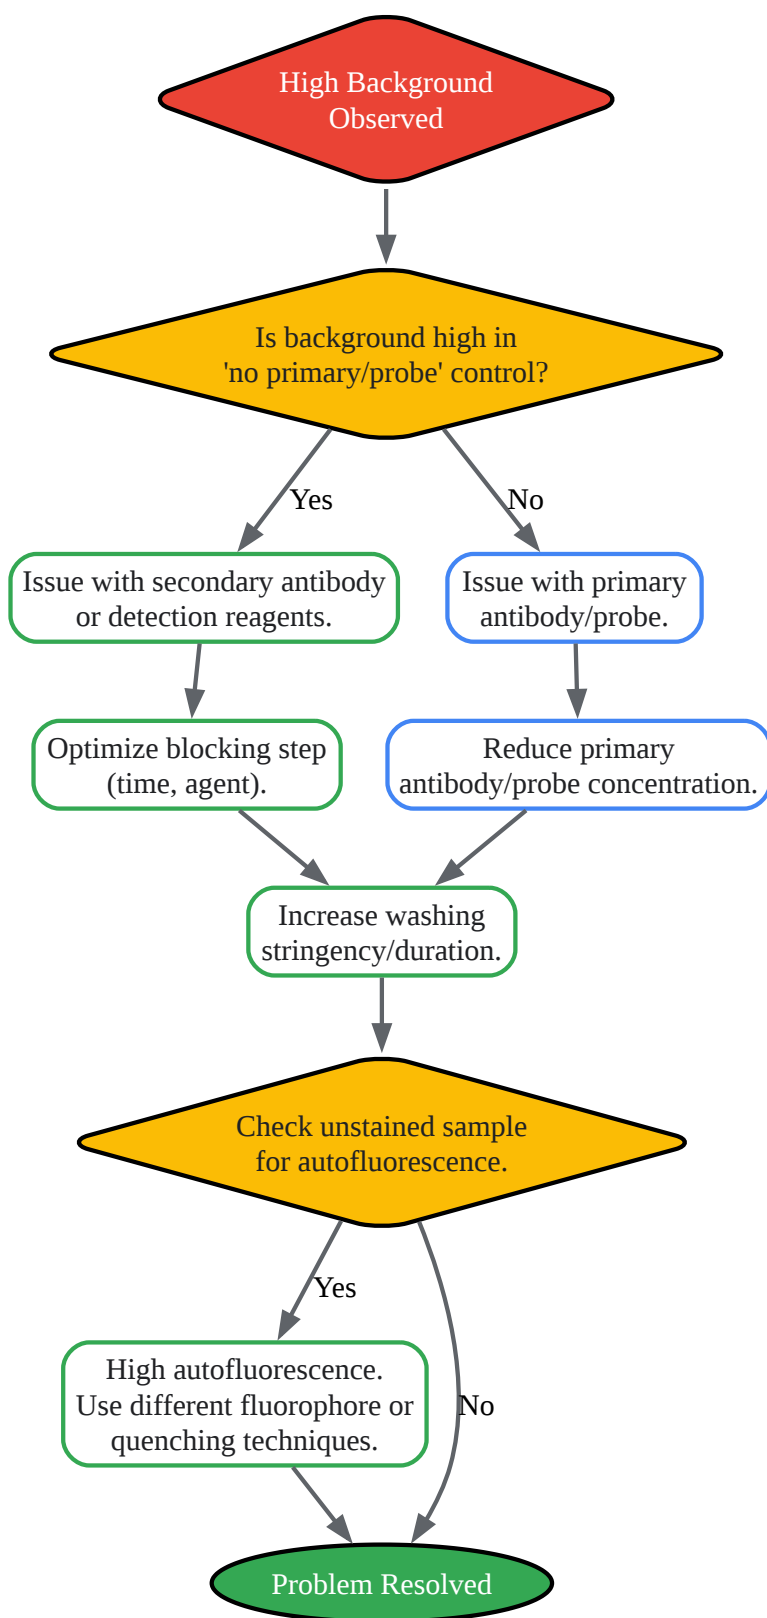 High Background
Observed
Is background high in
'no primary/probe' control?
Yes
No
Issue with secondary antibody
or detection reagents.
Issue with primary
antibody/probe.
Optimize blocking step
(time, agent).
Reduce primary
antibody/probe concentration.
Increase washing
stringency/duration.
Check unstained sample
for autofluorescence.
Yes
No
High autofluorescence.
Use different fluorophore or
quenching techniques.
Problem Resolved